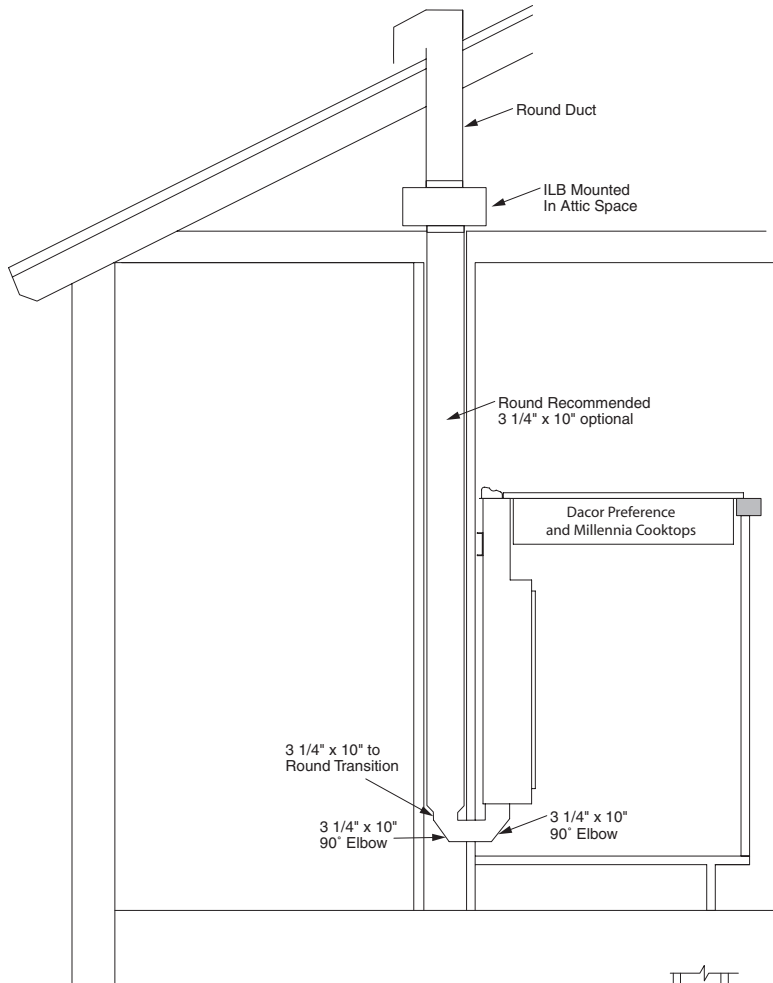 Round Duct
ILB Mounted
In Attic Space
Round Recommended
3 1/4" x 10" optional
Dacor Preference
and Millennia Cooktops
3 1/4" x 10" to
Round Transition
3 1/4" x 10"
90˚ Elbow
3 1/4" x 10"
90˚ Elbow